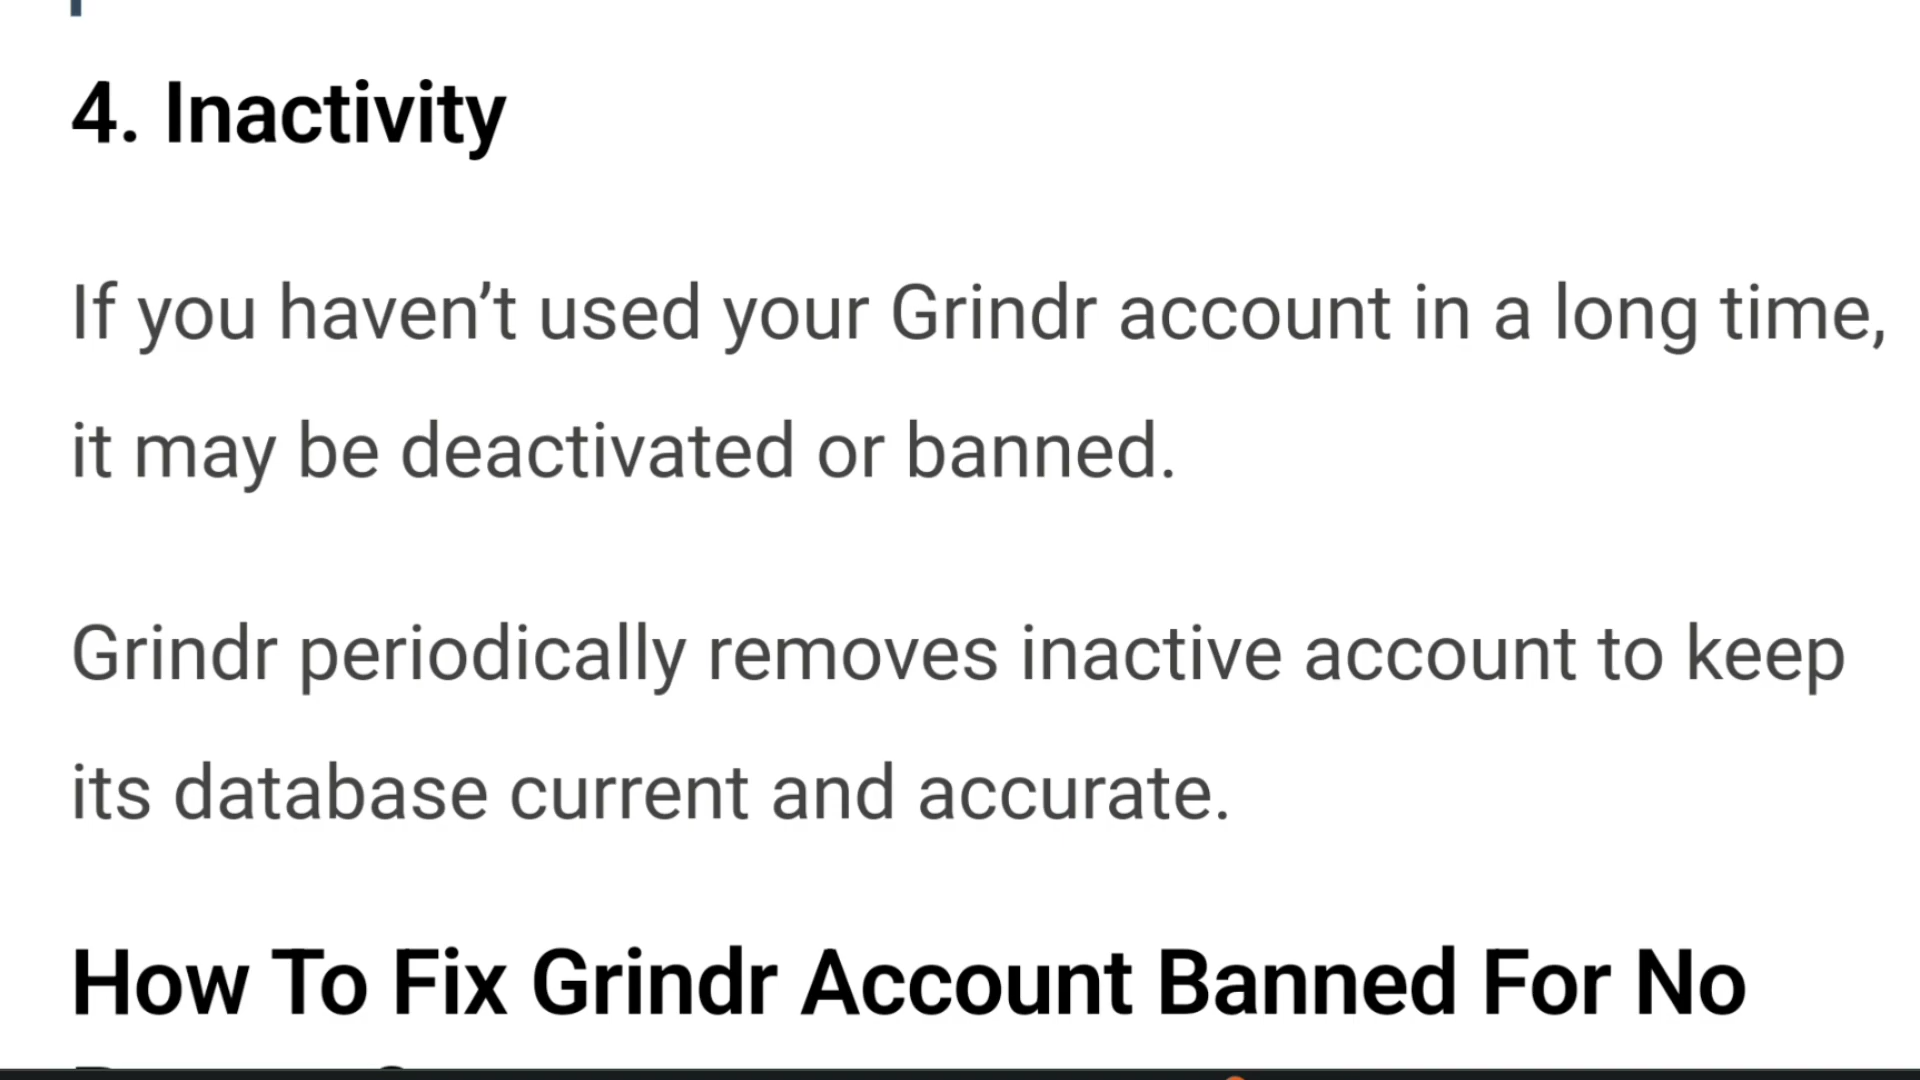 4. Inactivity
If you haven’t used your Grindr account in a long time,
it may be deactivated or banned.
Grindr periodically removes inactive account to keep
its database current and accurate.
How To Fix Grindr Account Banned For No